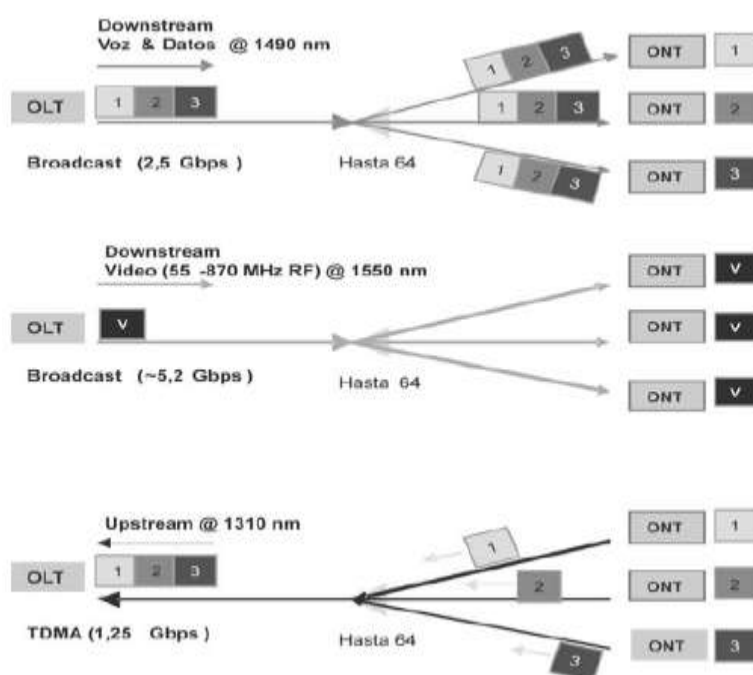 Downstream
Voz & Datos @ 1490 nm
OLT 1 2 3
1 2 3
1 2 3
1 2 3
ONT 1
ONT 2
ONT 3
Broadcast (2,5 Gbps )
Hasta 64
Downstream
Video (55 -870 MHz RF) @ 1550 nm
OLT V
ONT V
ONT V
ONT V
Broadcast (~5,2 Gbps )
Hasta 64
Upstream @ 1310 nm
OLT 1 2 3
1
2
3
ONT 1
ONT 2
ONT 3
TDMA (1,25 Gbps )
Hasta 64